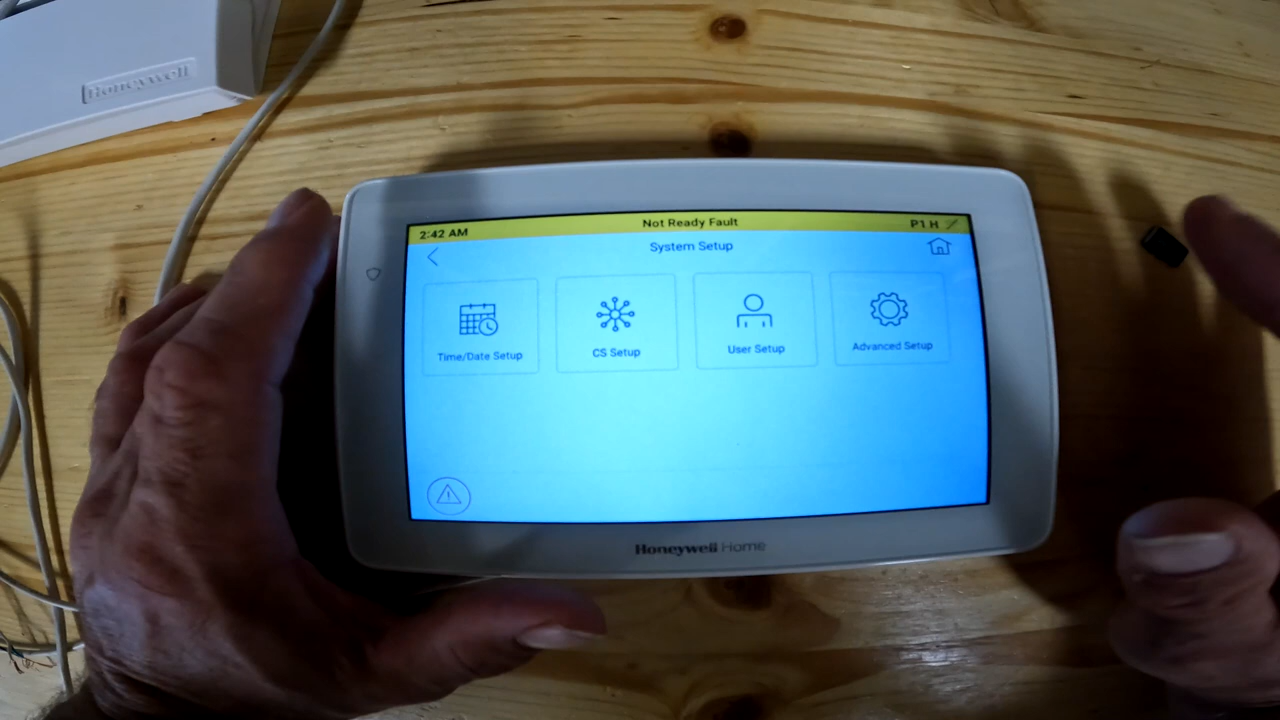 Honeywell
2:42 AM
Not Ready Fault
P1 H
System Setup
Time/Date Setup
CS Setup
User Setup
Advanced Setup
Honeywell Home